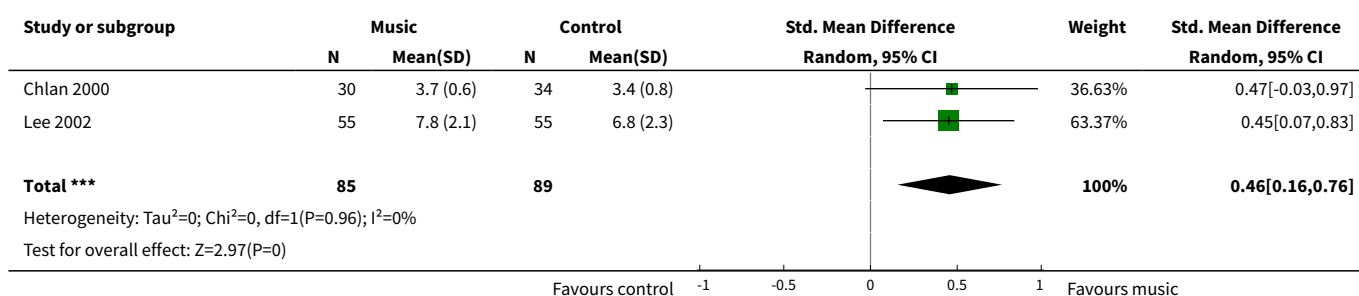 Study or subgroup Music Control Std. Mean Difference Weight Std. Mean Difference
N Mean(SD) N Mean(SD) Random, 95% CI Random, 95% CI
Chlan 2000 30 3.7 (0.6) 34 3.4 (0.8) 36.63% 0.47[-0.03,0.97]
Lee 2002 55 7.8 (2.1) 55 6.8 (2.3) 63.37% 0.45[0.07,0.83]
Total *** 85 89 100% 0.46[0.16,0.76]
Heterogeneity: Tau²=0; Chi²=0, df=1(P=0.96); I²=0%
Test for overall effect: Z=2.97(P=0)
Favours control -1 -0.5 0 0.5 1 Favours music